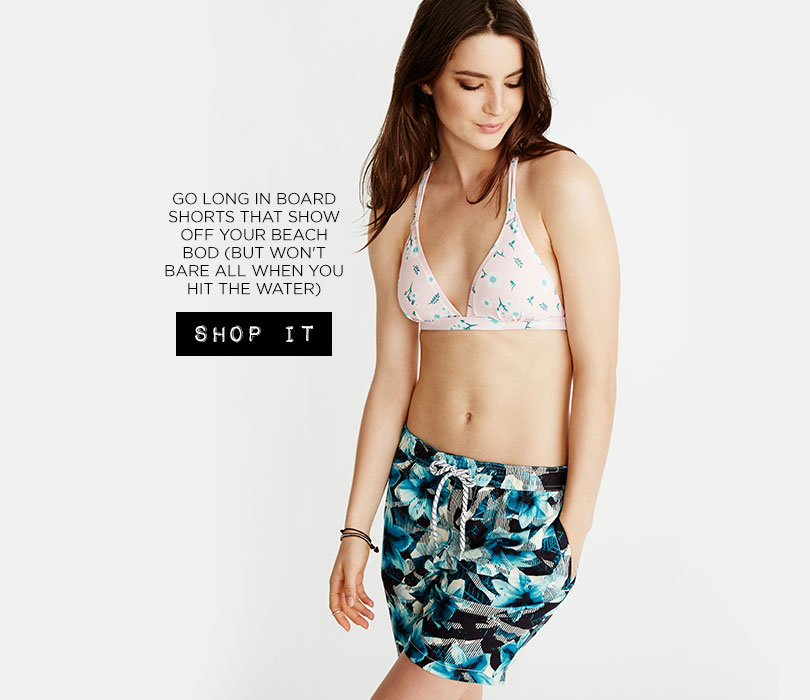 GO LONG IN BOARD
SHORTS THAT SHOW
OFF YOUR BEACH
BOD (BUT WON'T
BARE ALL WHEN YOU
HIT THE WATER)
SHOP IT